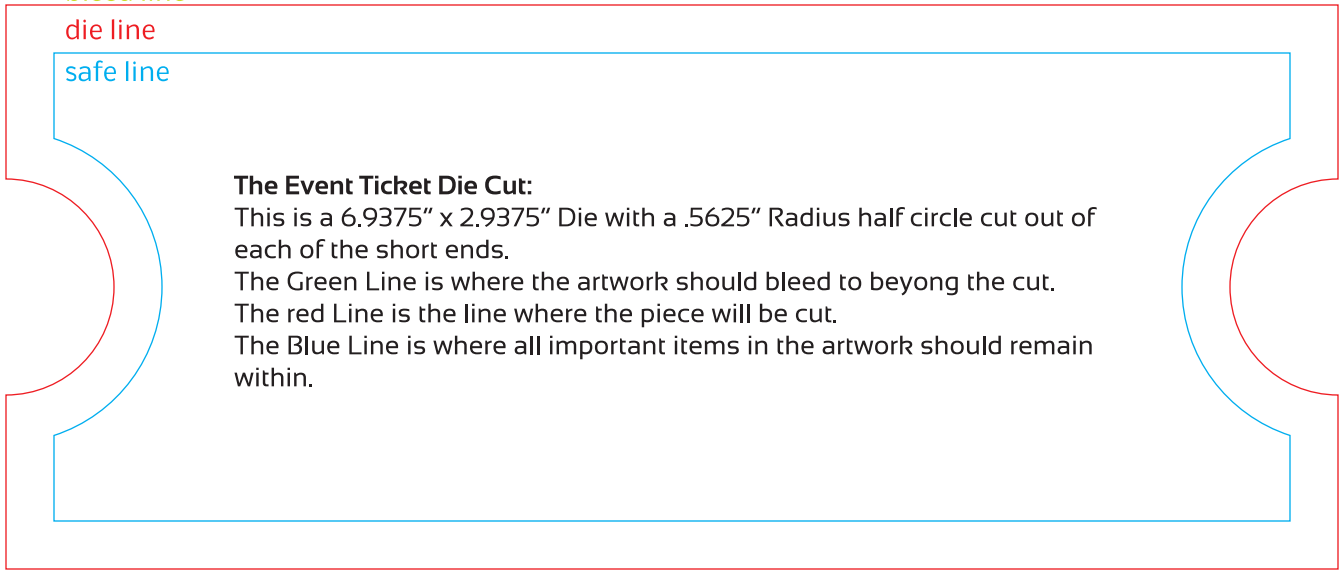 die line
safe line
The Event Ticket Die Cut:
This is a 6.9375” x 2.9375” Die with a .5625” Radius half circle cut out of
each of the short ends.
The Green Line is where the artwork should bleed to beyong the cut.
The red Line is the line where the piece will be cut.
The Blue Line is where all important items in the artwork should remain
within.